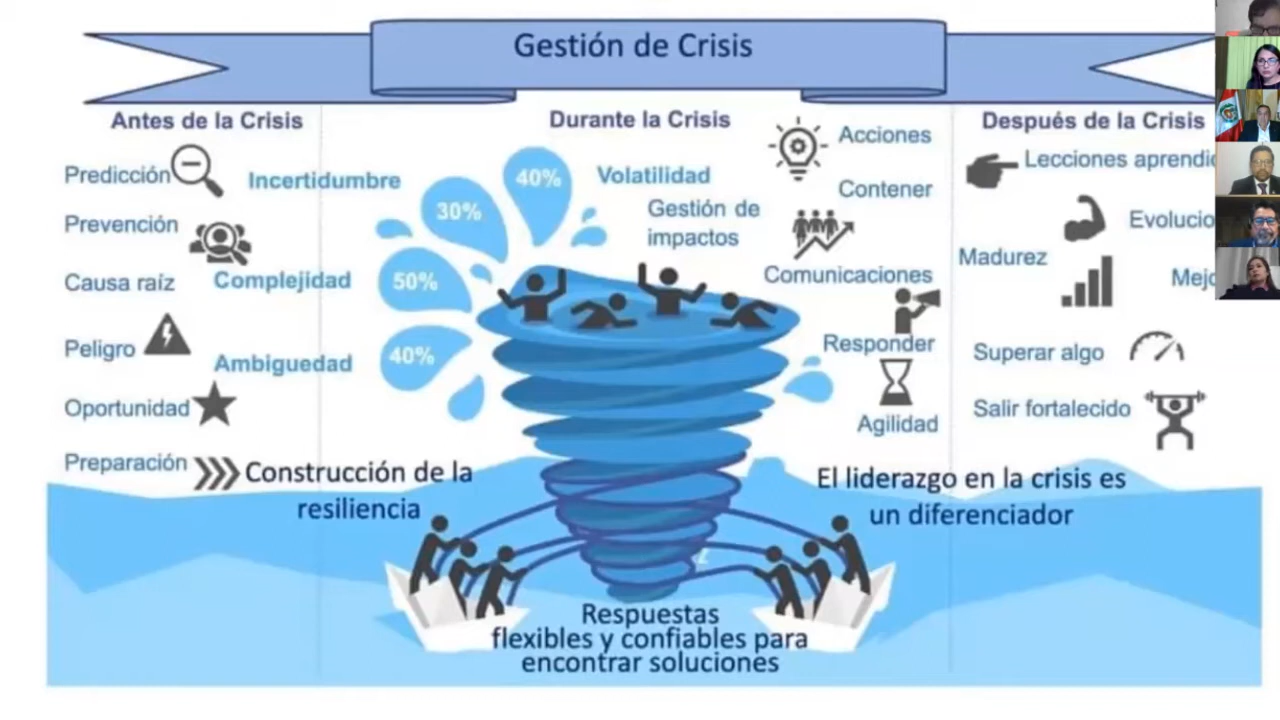 Gestión de Crisis
Antes de la Crisis
Predicción
Incertidumbre
Prevención
Causa raíz
Complejidad
Peligro
Ambiguedad
Oportunidad
Preparación
Construcción de la
resiliencia
Durante la Crisis
40%
Volatilidad
30%
50%
40%
Gestión de
impactos
Acciones
Contener
Comunicaciones
Responder
Agilidad
Después de la Crisis
Lecciones
Madurez
Superar algo
Salir fortalecido
El liderazgo en la crisis es
un diferenciador
Respuestas
flexibles y confiables para
encontrar soluciones